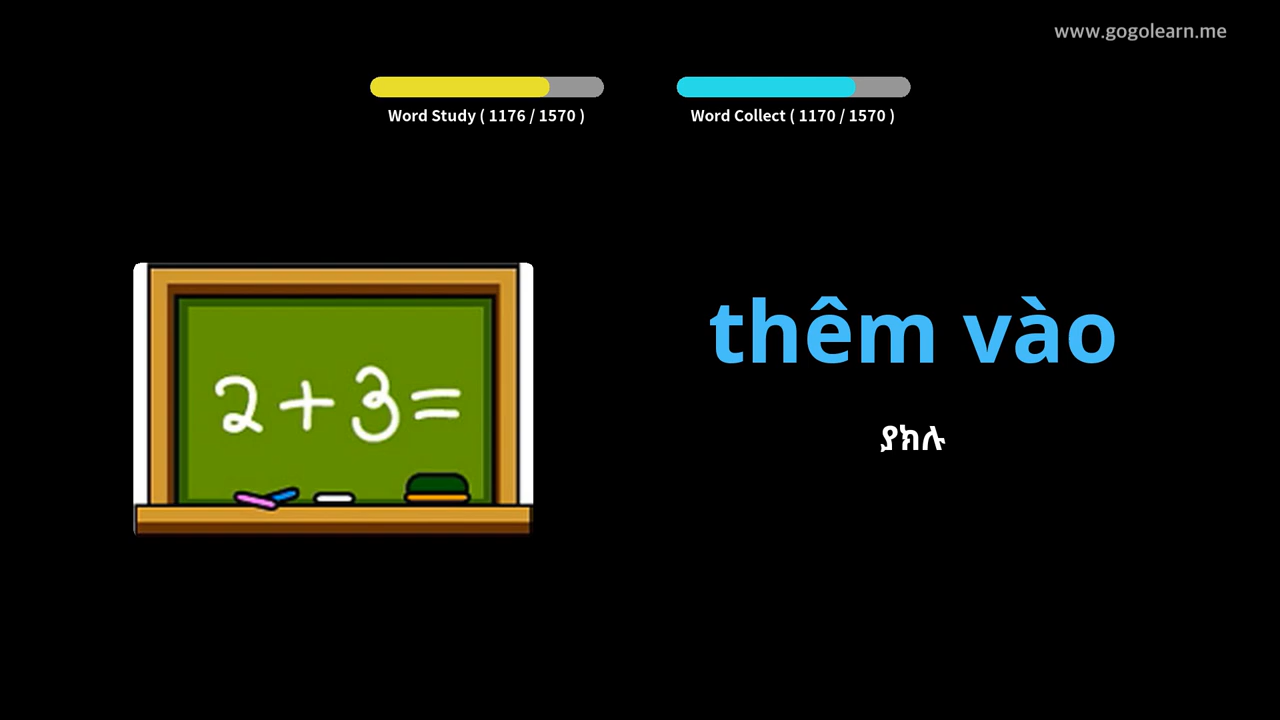 www.gogolearn.me
Word Study ( 1176 / 1570 )
Word Collect ( 1170 / 1570 )
2 + 3 =
thêm vào
ያክሉ